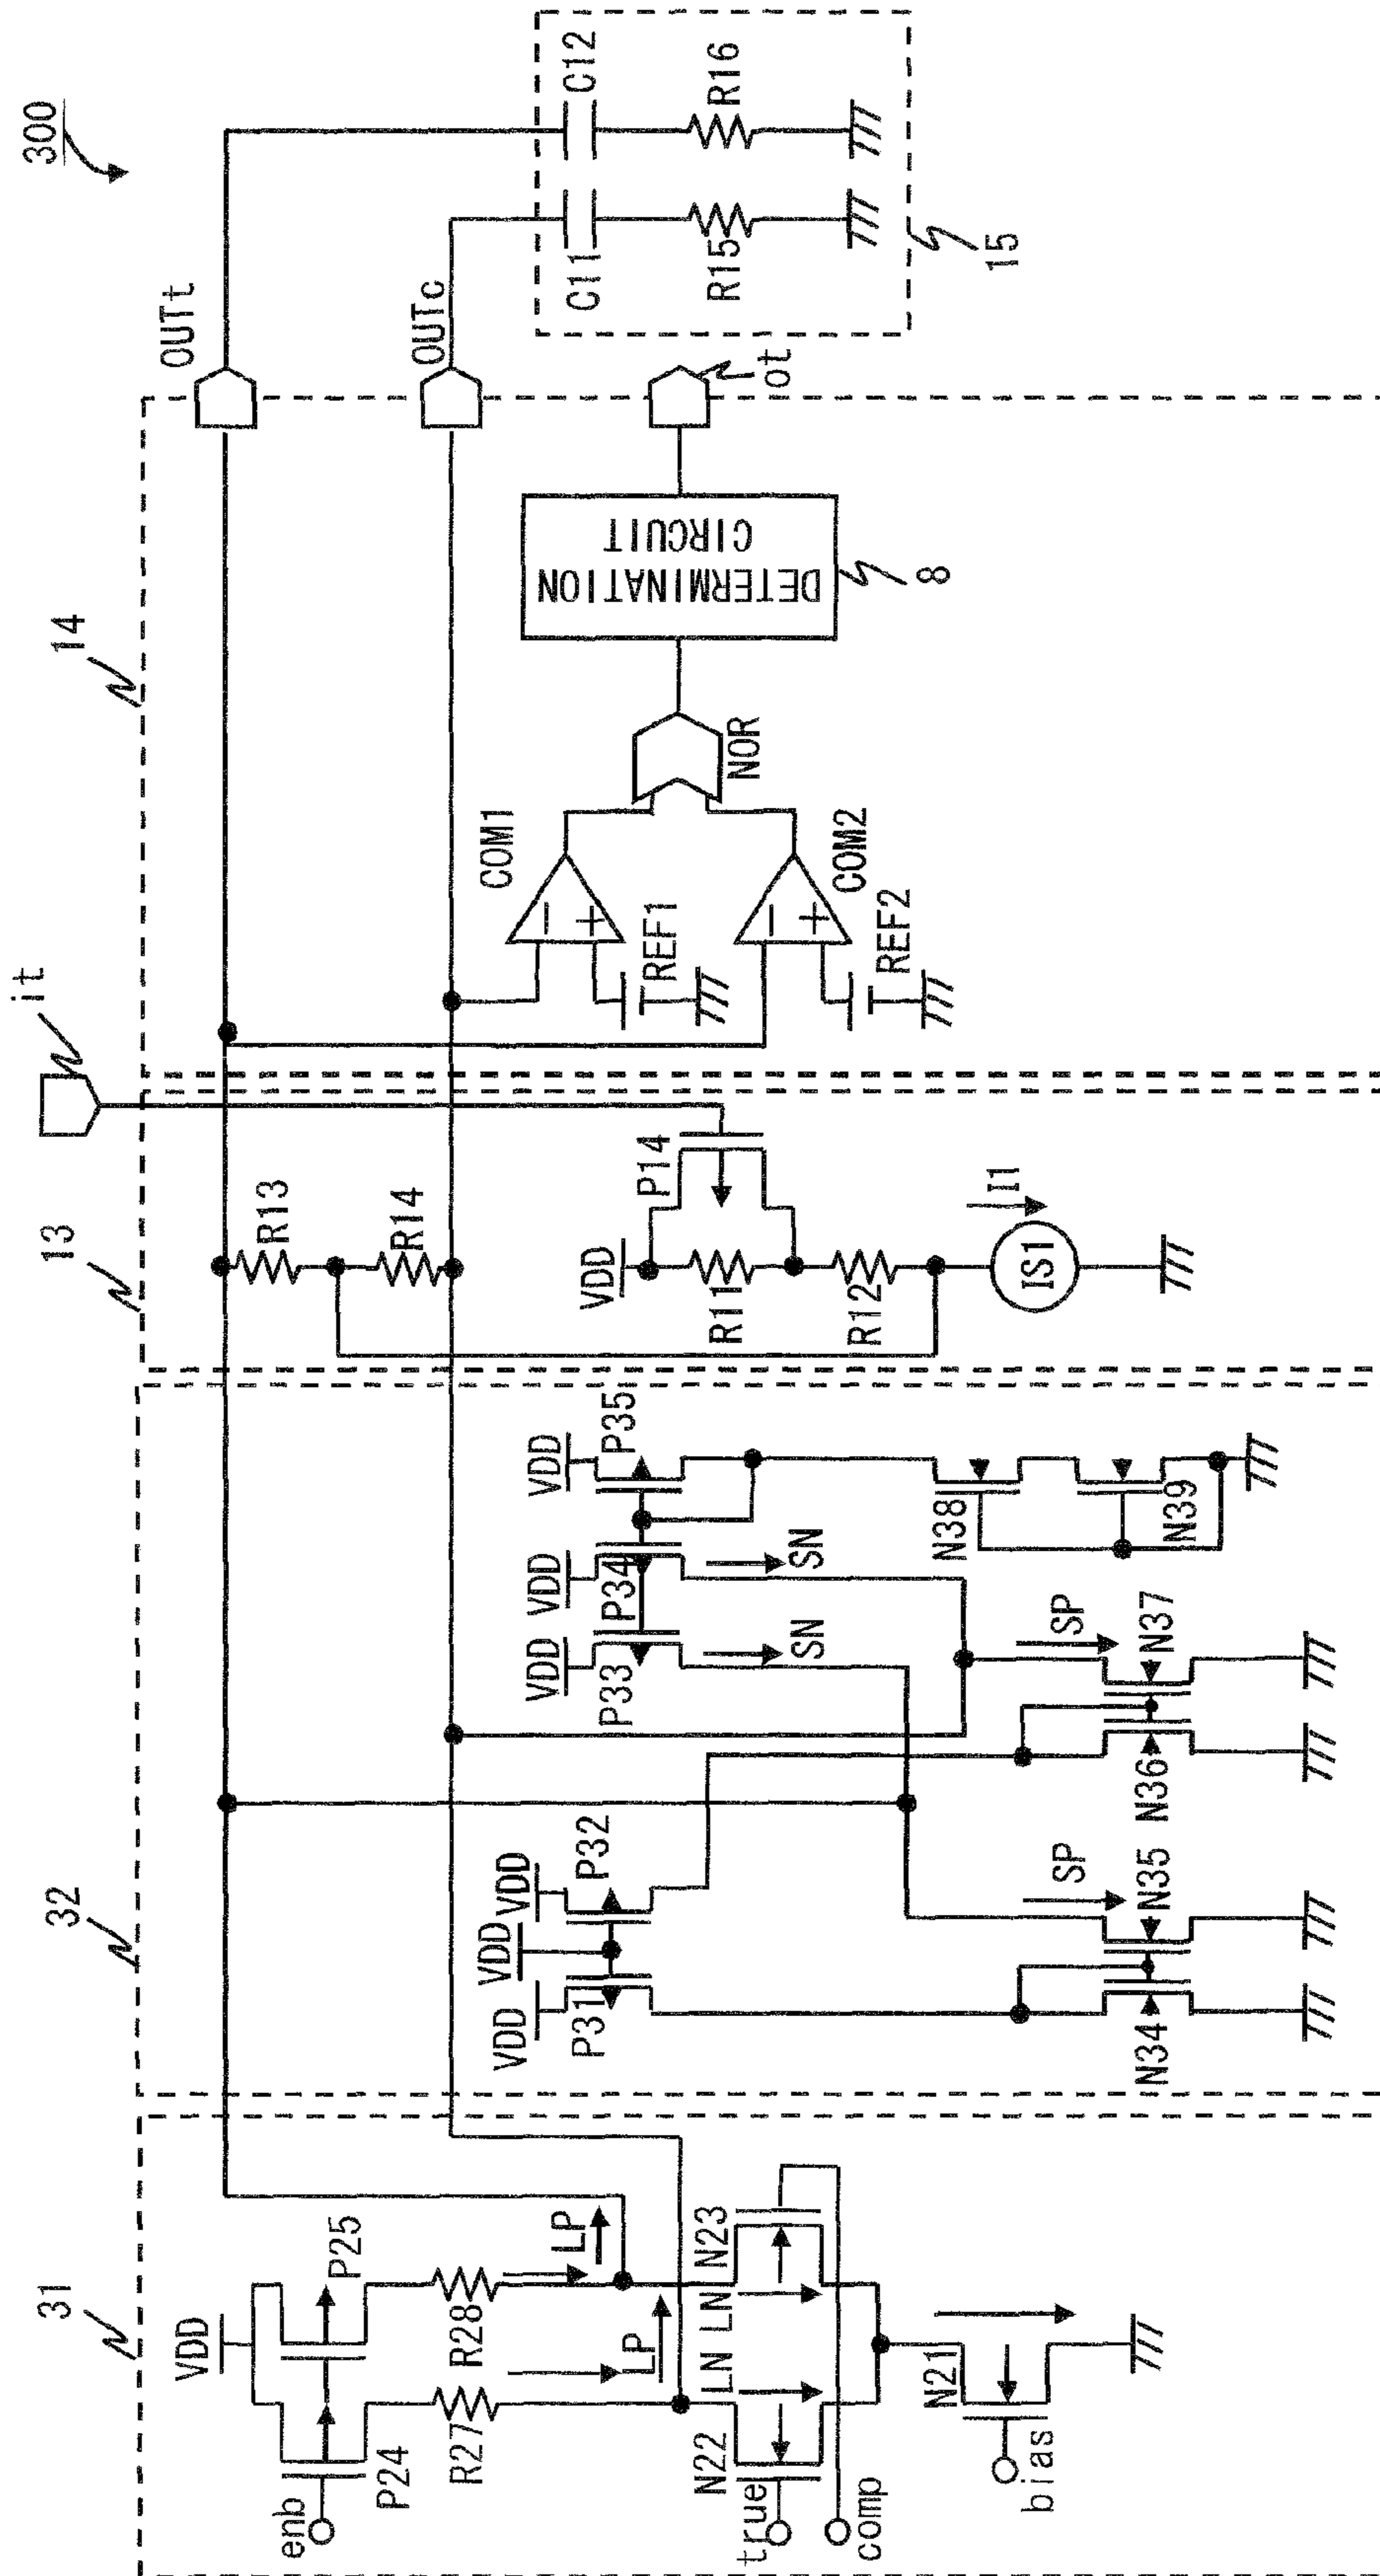 300
31
VDD
enb
P24
P25
R27
R28
LP
LP
N22
N23
LN
LN
true
comp
N21
bias
32
VDD
VDD
VDD
P31
P32
VDD
VDD
VDD
P33
P34
P35
SN
SN
SP
SP
N34
N35
N36
N37
N38
N39
13
it
R13
R14
VDD
P14
R11
R12
I1
IS1
14
COM1
−
+
REF1
COM2
−
+
REF2
NOR
DETERMINATION
CIRCUIT
8
OUTt
OUTc
ot
C11
C12
R15
R16
15